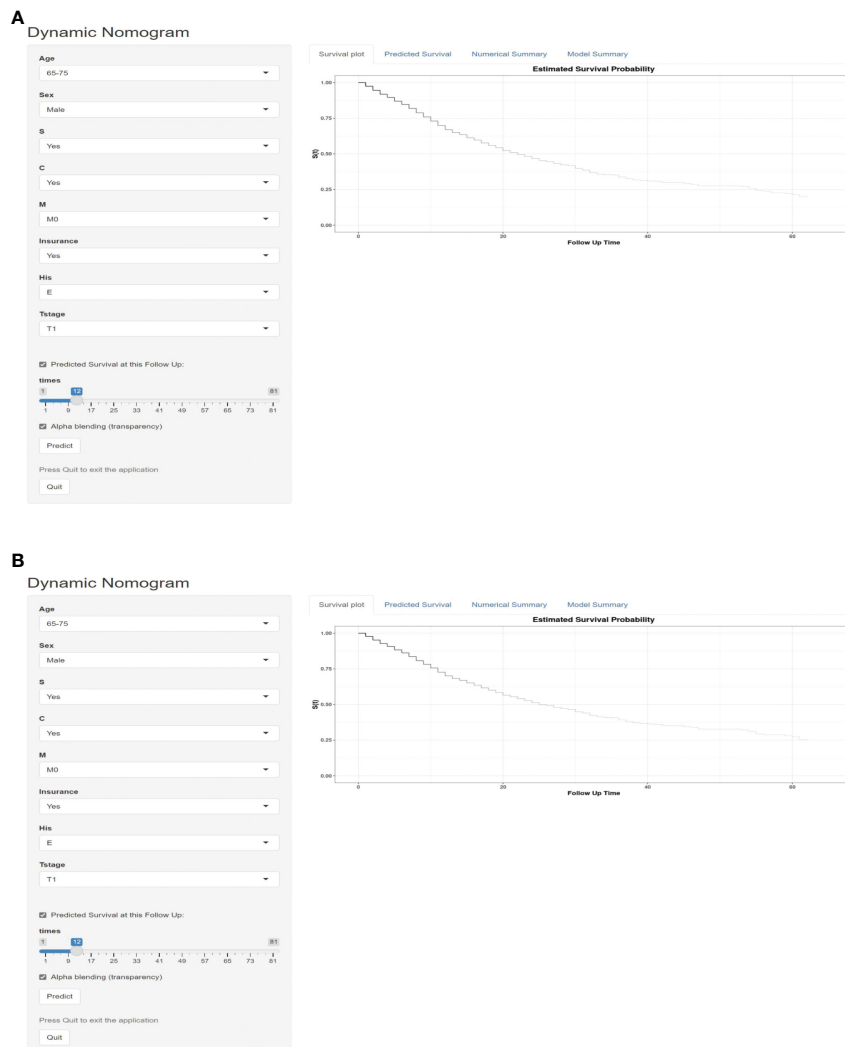 A
Dynamic Nomogram
Age
65-75
Sex
Male
S
Yes
C
Yes
M
M0
Insurance
Yes
His
E
Tstage
T1
Predicted Survival at this Follow Up:
times
1 12 81
1 9 17 25 33 41 49 57 65 73 81
Alpha blending (transparency)
Predict
Press Quit to exit the application
Quit
Survival plot Predicted Survival Numerical Summary Model Summary
Estimated Survival Probability
1.00
0.75
0.50
0.25
0.00
S(t)
0 20 40 60
Follow Up Time
B
Dynamic Nomogram
Age
65-75
Sex
Male
S
Yes
C
Yes
M
M0
Insurance
Yes
His
E
Tstage
T1
Predicted Survival at this Follow Up:
times
1 12 81
1 9 17 25 33 41 49 57 65 73 81
Alpha blending (transparency)
Predict
Press Quit to exit the application
Quit
Survival plot Predicted Survival Numerical Summary Model Summary
Estimated Survival Probability
1.00
0.75
0.50
0.25
0.00
S(t)
0 20 40 60
Follow Up Time